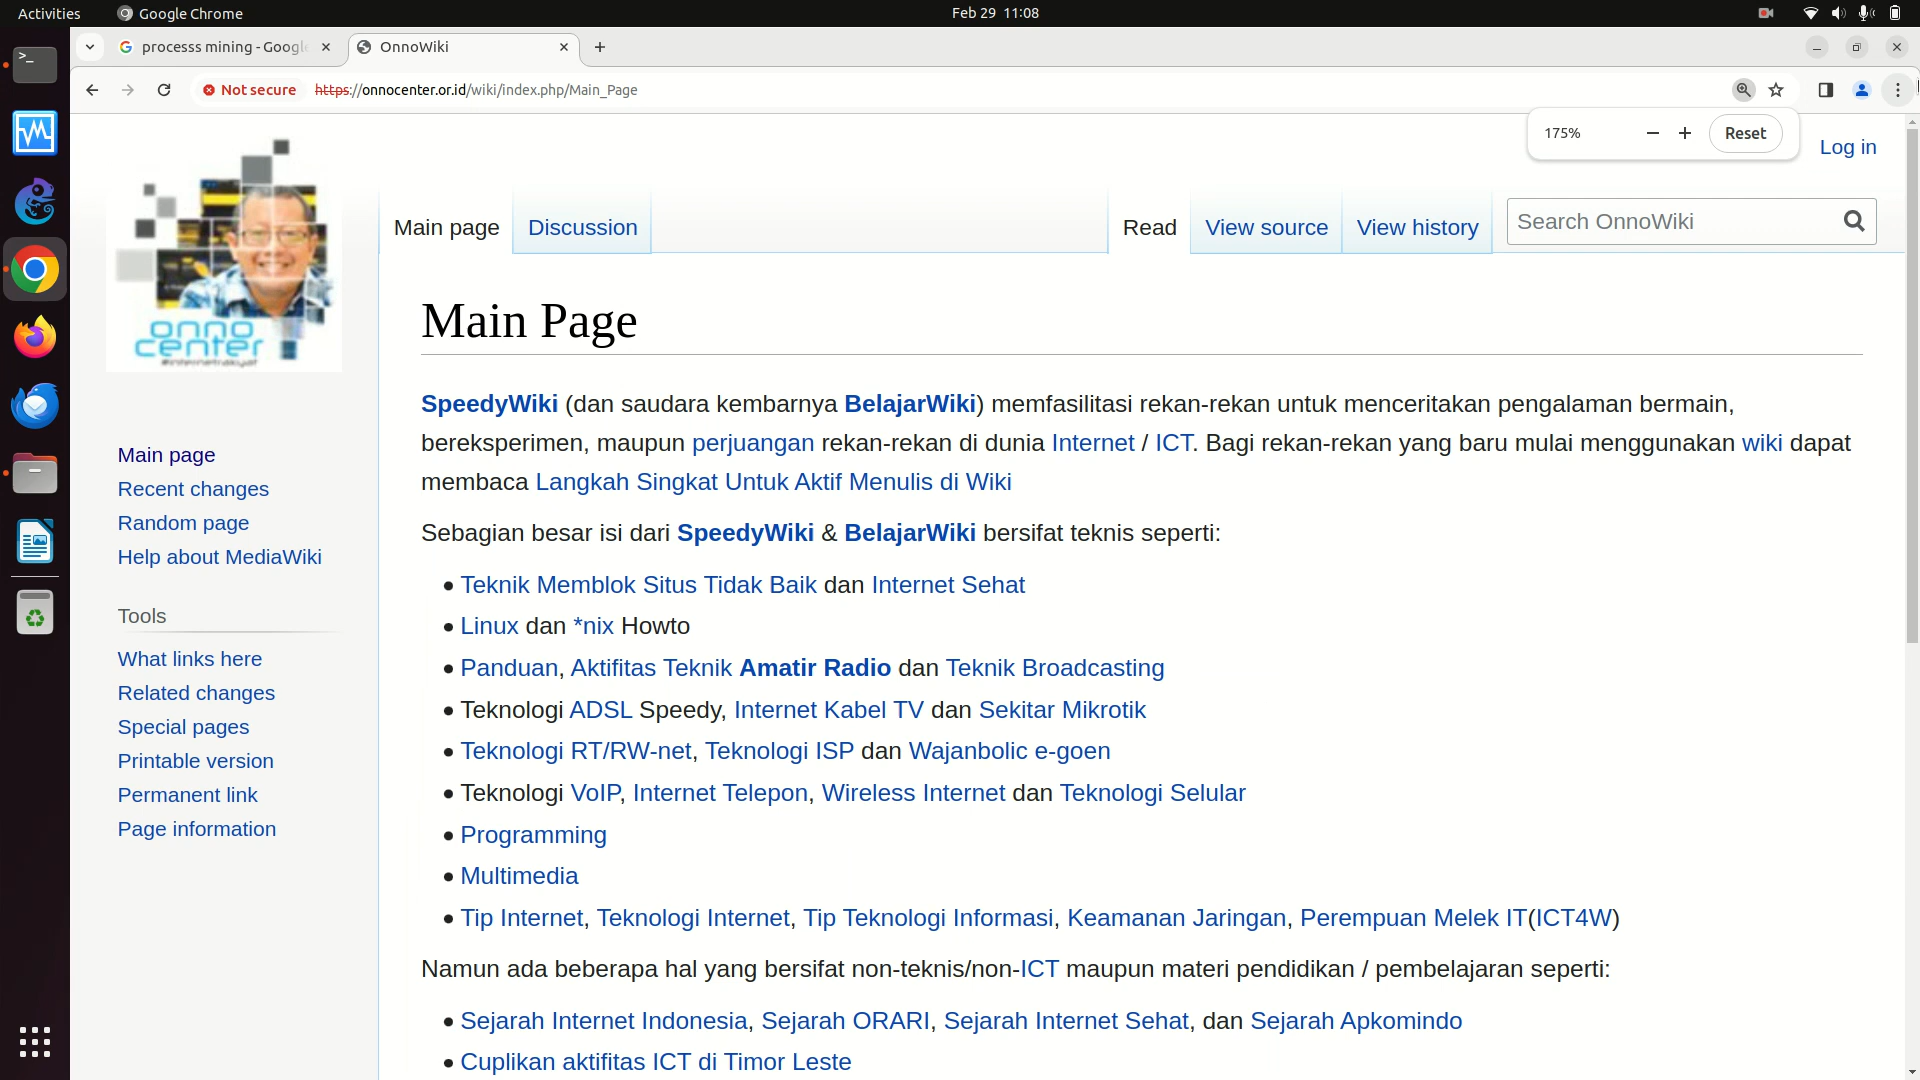 Activities
Google Chrome
Feb 29 11:08
processs mining - Google
OnnoWiki
Not secure
https://onnocenter.or.id/wiki/index.php/Main_Page
175%
Reset
Log in
onno
center
#internetrakyat
Main page
Discussion
Read
View source
View history
Search OnnoWiki
Main Page
SpeedyWiki (dan saudara kembarnya BelajarWiki) memfasilitasi rekan-rekan untuk menceritakan pengalaman bermain,
bereksperimen, maupun perjuangan rekan-rekan di dunia Internet / ICT. Bagi rekan-rekan yang baru mulai menggunakan wiki dapat
membaca Langkah Singkat Untuk Aktif Menulis di Wiki
Sebagian besar isi dari SpeedyWiki & BelajarWiki bersifat teknis seperti:
Teknik Memblok Situs Tidak Baik dan Internet Sehat
Linux dan *nix Howto
Panduan, Aktifitas Teknik Amatir Radio dan Teknik Broadcasting
Teknologi ADSL Speedy, Internet Kabel TV dan Sekitar Mikrotik
Teknologi RT/RW-net, Teknologi ISP dan Wajanbolic e-goen
Teknologi VoIP, Internet Telepon, Wireless Internet dan Teknologi Selular
Programming
Multimedia
Tip Internet, Teknologi Internet, Tip Teknologi Informasi, Keamanan Jaringan, Perempuan Melek IT(ICT4W)
Namun ada beberapa hal yang bersifat non-teknis/non-ICT maupun materi pendidikan / pembelajaran seperti:
Sejarah Internet Indonesia, Sejarah ORARI, Sejarah Internet Sehat, dan Sejarah Apkomindo
Cuplikan aktifitas ICT di Timor Leste
Main page
Recent changes
Random page
Help about MediaWiki
Tools
What links here
Related changes
Special pages
Printable version
Permanent link
Page information